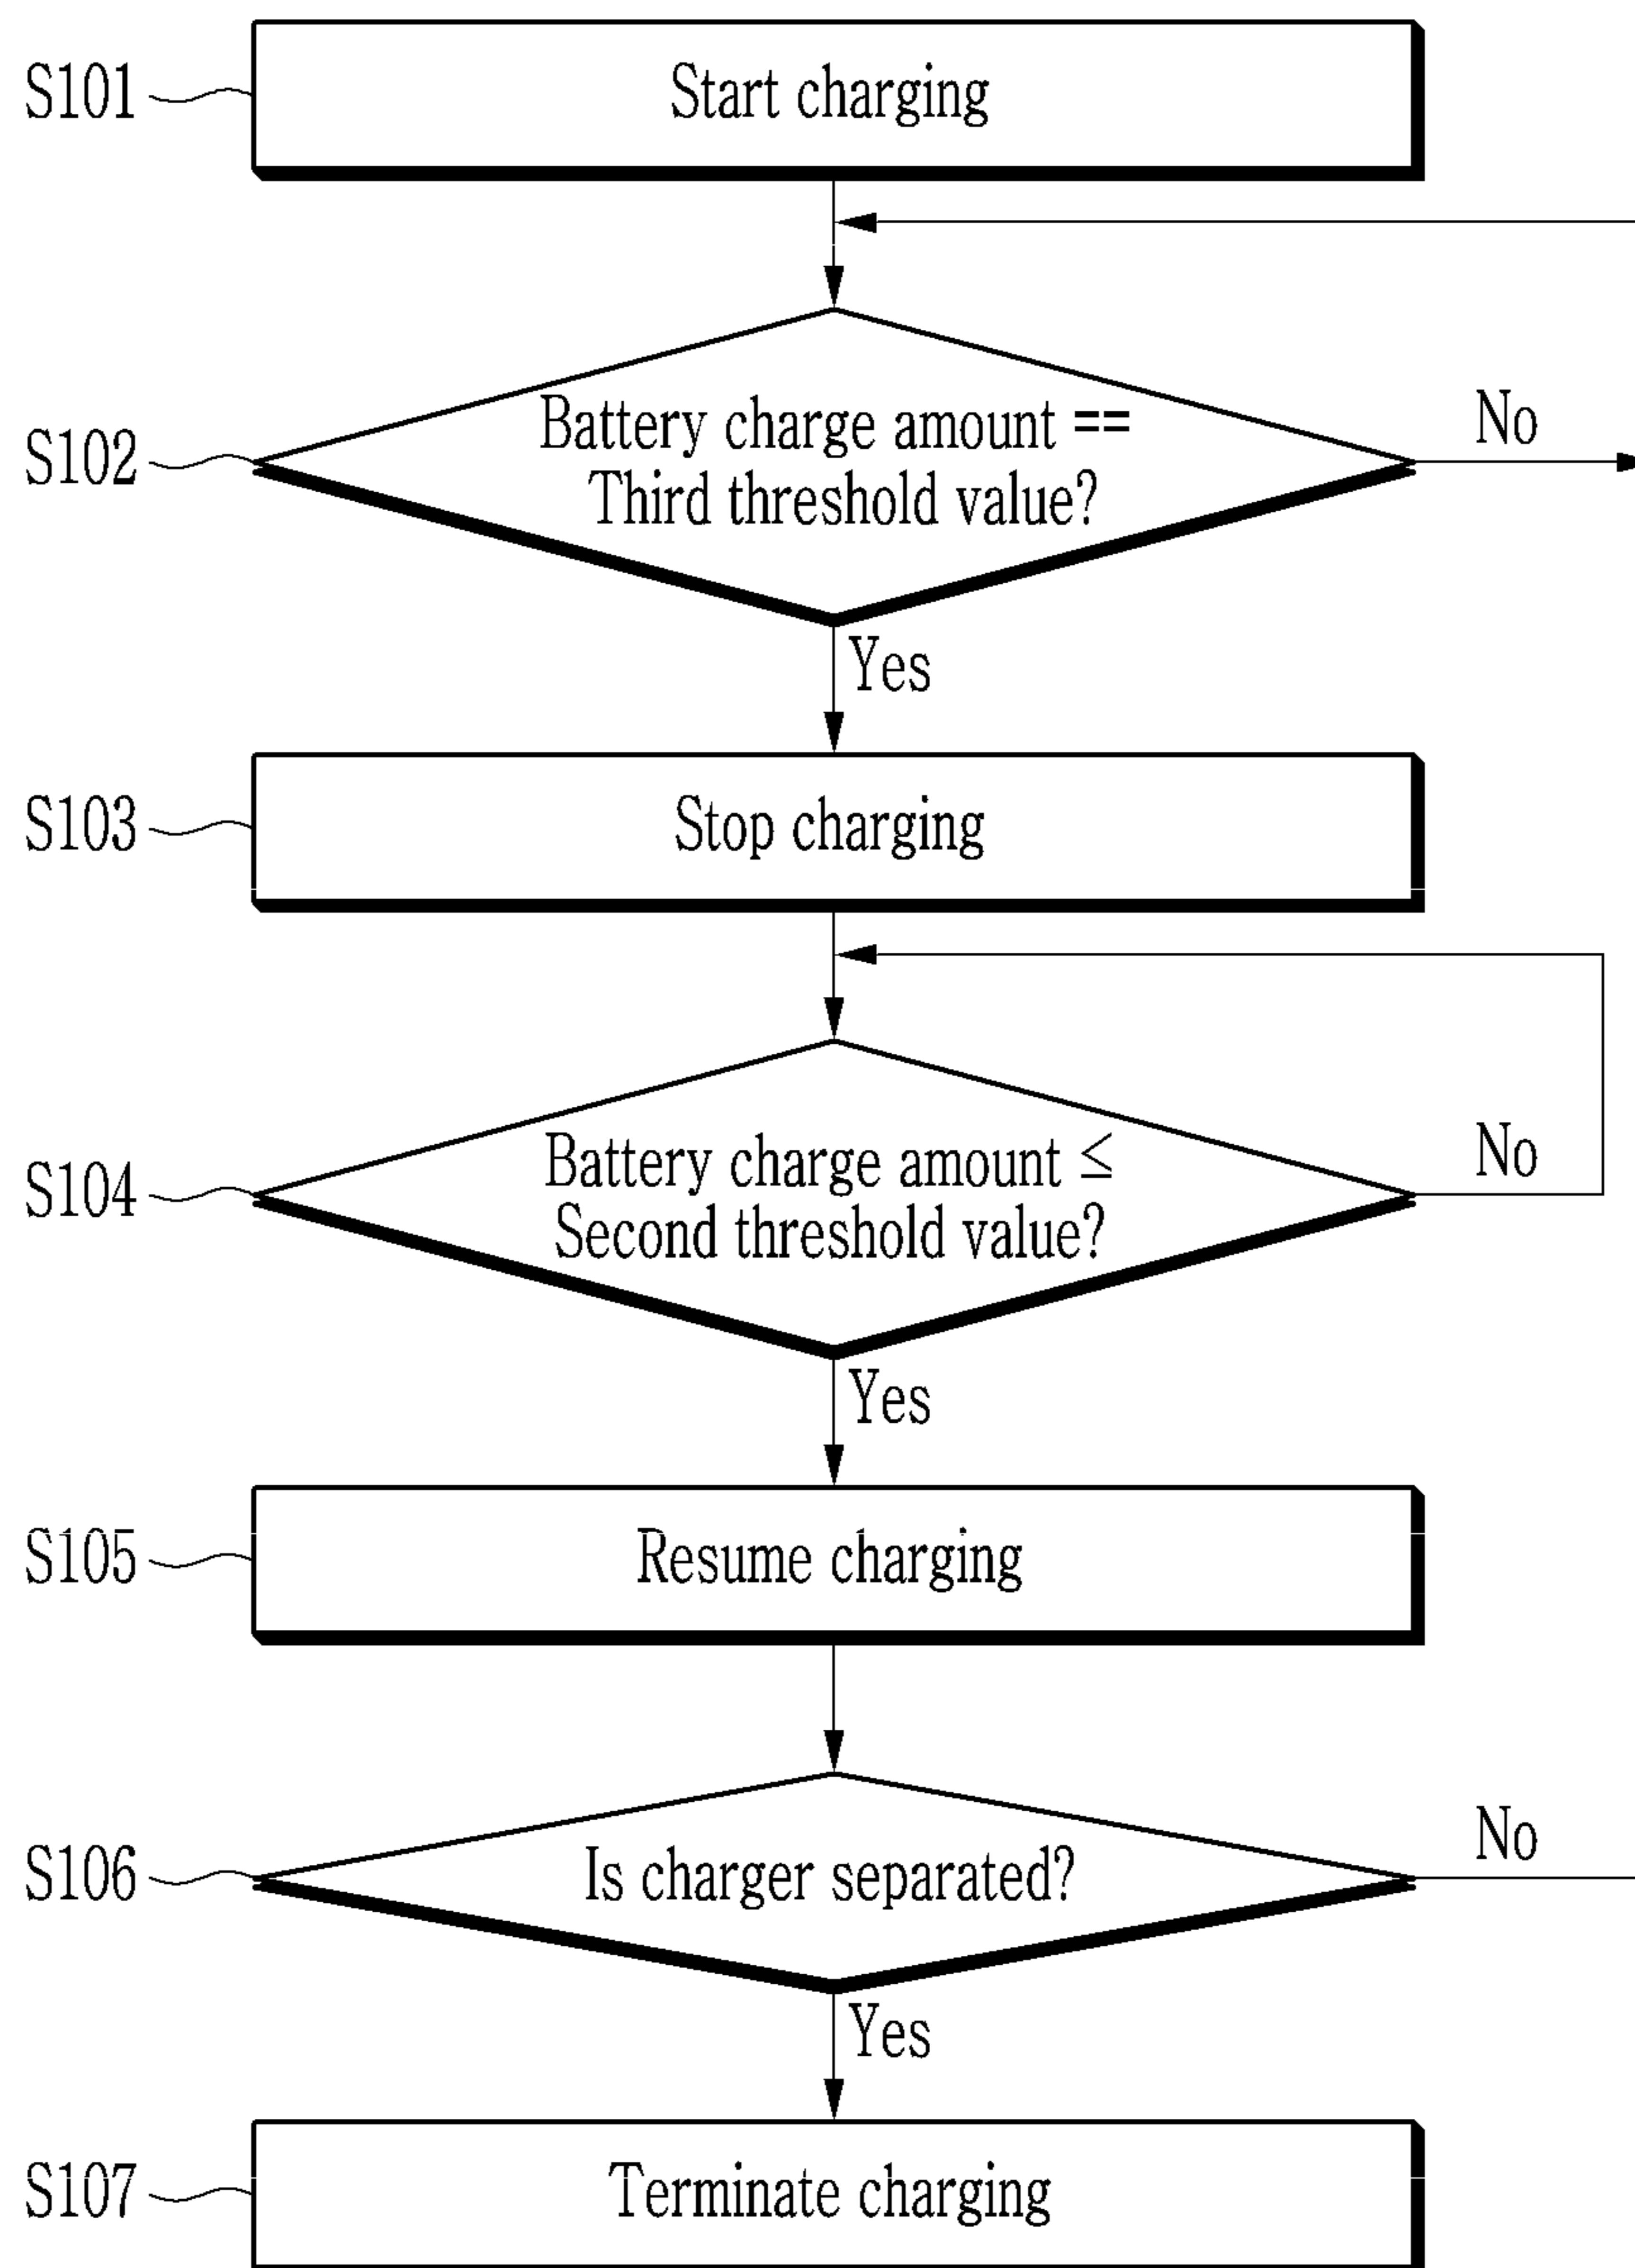 S101
Start charging
S102
Battery charge amount ==
Third threshold value?
No
Yes
S103
Stop charging
S104
Battery charge amount ≤
Second threshold value?
No
Yes
S105
Resume charging
S106
Is charger separated?
No
Yes
S107
Terminate charging